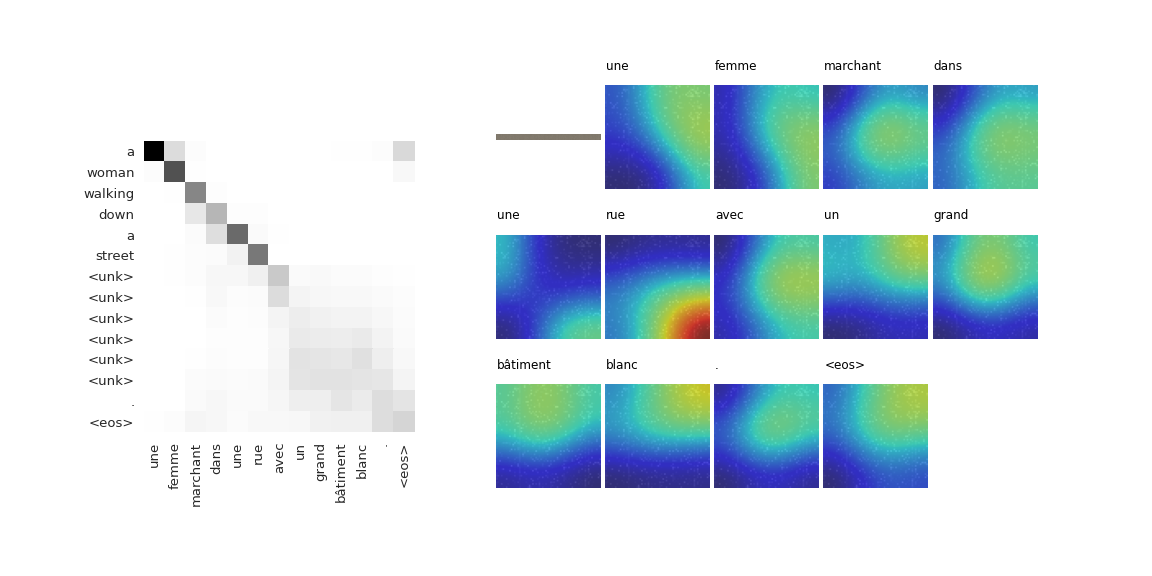 a
woman
walking
down
a
street
<unk>
<unk>
<unk>
<unk>
<unk>
<unk>
.
<eos>
une femme marchant dans une rue avec un grand bâtiment blanc . <eos>
une femme marchant dans
une rue avec un grand
bâtiment blanc . <eos>